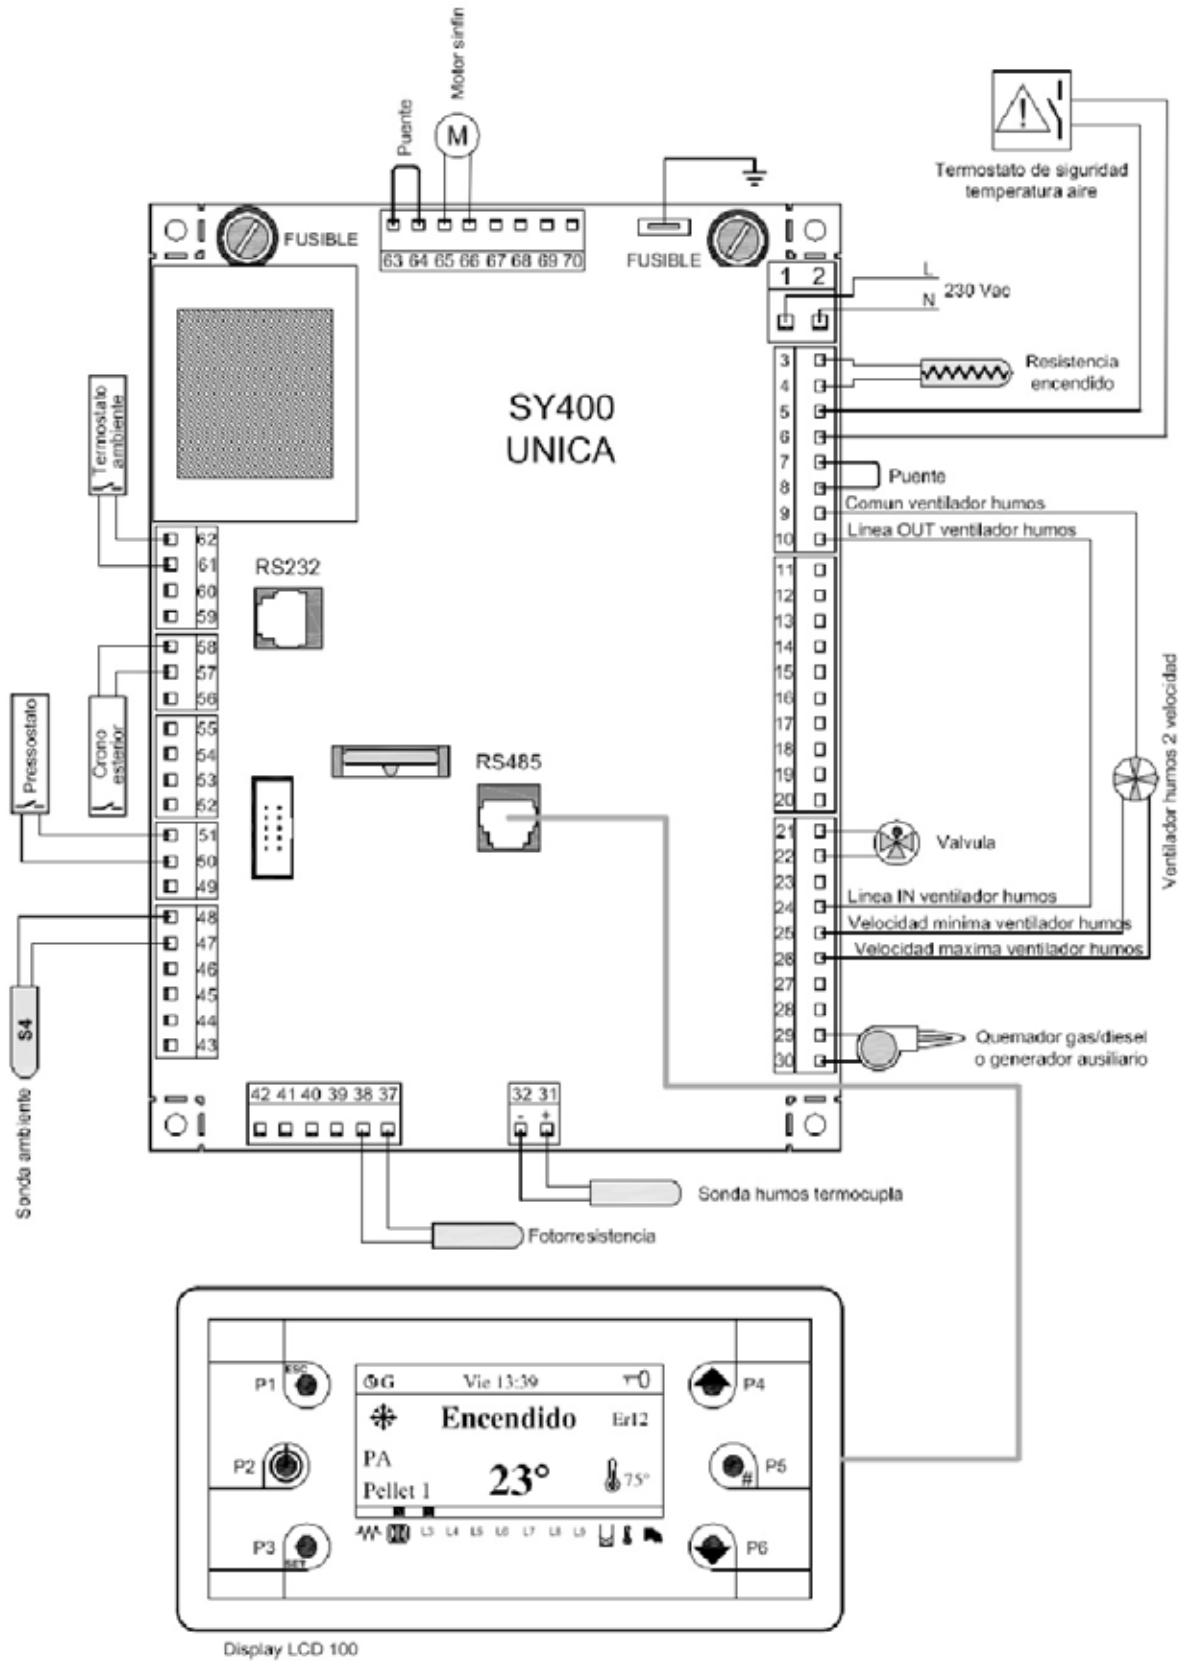 Motor sinfin
Puente
M
Termostato de siguridad
temperatura aire
FUSIBLE
63 64 65 66 67 68 69 70
FUSIBLE
1 2
L
230 Vac
N
SY400
UNICA
3
4
5
6
7
8
9
10
Resistencia
encendido
Puente
Comun ventilador humos
Linea OUT ventilador humos
Termostato
ambiente
62
61
60
59
RS232
58
57
56
55
54
53
52
51
50
49
48
47
46
45
44
43
Pressostato
Crono
esterior
RS485
11
12
13
14
15
16
17
18
19
20
21
22
23
24
25
26
27
28
29
30
Ventilador humos 2 velocidad
Valvula
Linea IN ventilador humos
Velocidad minima ventilador humos
Velocidad maxima ventilador humos
Quemador gas/diesel
o generador ausiliario
S4
Sonda ambiente
42 41 40 39 38 37
32 31
- +
Sonda humos termocupla
Fotorresistencia
P1
ESC
P2
P3
SET
G
Vie 13:39
Encendido
Er12
PA
Pellet 1
23°
75°
L3 L4 L5 L6 L7 L8 L9
P4
P5
#
P6
Display LCD 100